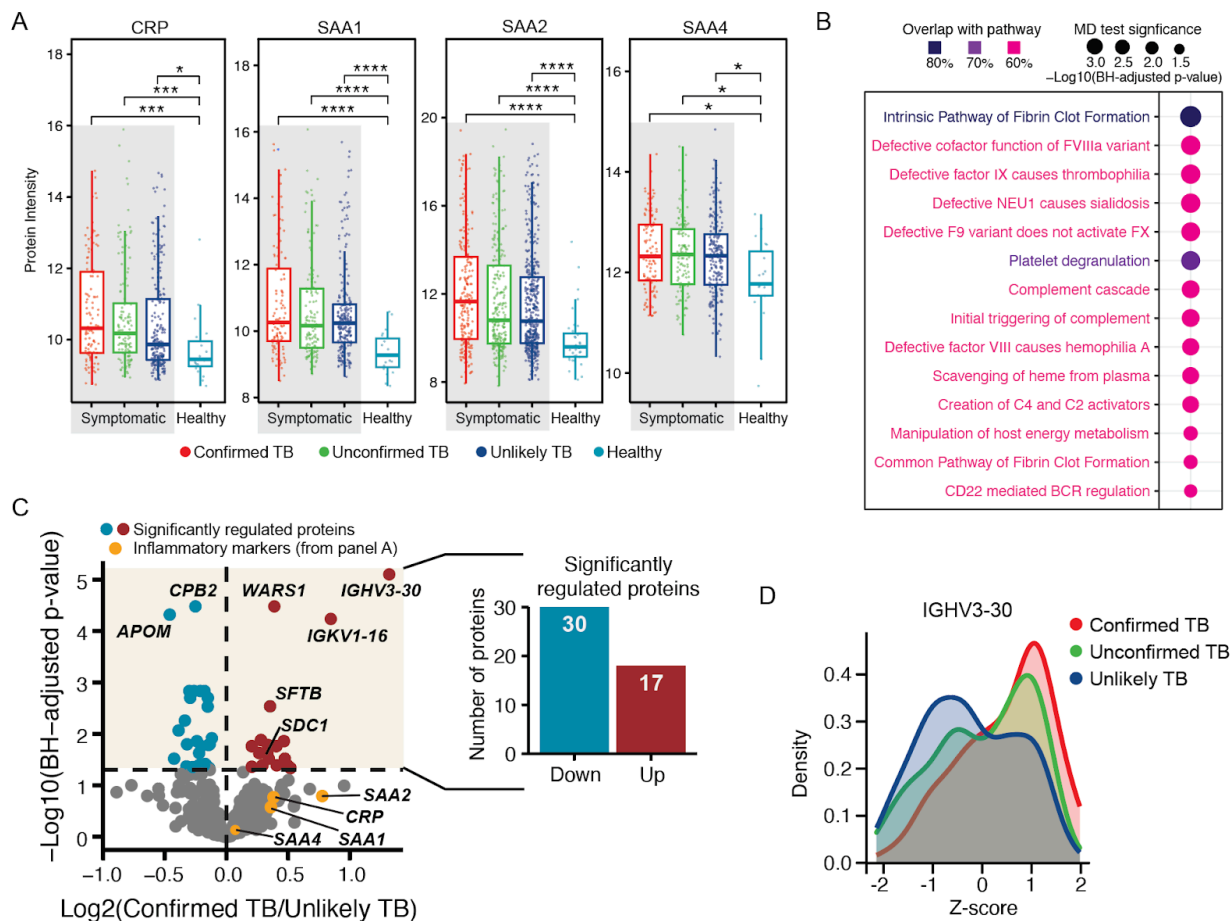 A
CRP
SAA1
SAA2
SAA4
Protein Intensity
18
16
14
12
10
18
16
14
12
10
8
20
16
12
8
16
14
12
10
*
***
***
****
****
****
****
****
****
*
*
*
Symptomatic Healthy
Symptomatic Healthy
Symptomatic Healthy
Symptomatic Healthy
Confirmed TB
Unconfirmed TB
Unlikely TB
Healthy
B
Overlap with pathway
80% 70% 60%
MD test signficance
3.0 2.5 2.0 1.5
−Log10(BH-adjusted p-value)
Intrinsic Pathway of Fibrin Clot Formation
Defective cofactor function of FVIIIa variant
Defective factor IX causes thrombophilia
Defective NEU1 causes sialidosis
Defective F9 variant does not activate FX
Platelet degranulation
Complement cascade
Initial triggering of complement
Defective factor VIII causes hemophilia A
Scavenging of heme from plasma
Creation of C4 and C2 activators
Manipulation of host energy metabolism
Common Pathway of Fibrin Clot Formation
CD22 mediated BCR regulation
C
Significantly regulated proteins
Inflammatory markers (from panel A)
−Log10(BH−adjusted p-value)
5
4
3
2
1
0
CPB2
WARS1
IGHV3-30
APOM
IGKV1-16
SFTB
SDC1
SAA2
CRP
SAA4
SAA1
−1.0 −0.5 0.0 0.5 1.0
Log2(Confirmed TB/Unlikely TB)
Significantly
regulated proteins
Number of proteins
30
20
10
0
30
17
Down Up
D
IGHV3-30
Confirmed TB
Unconfirmed TB
Unlikely TB
Density
0.4
0.3
0.2
0.1
0.0
-2 -1 0 1 2
Z-score